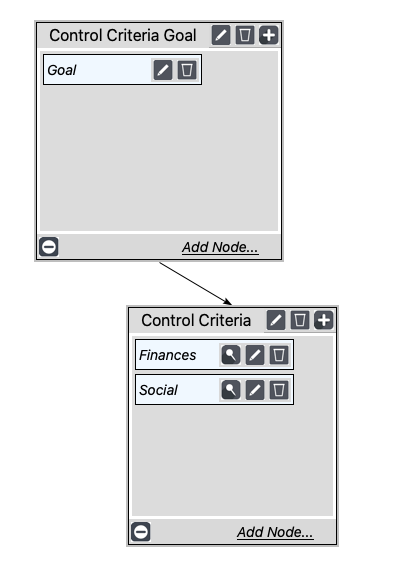 Control Criteria Goal
Goal
Add Node...
Control Criteria
Finances
Social
Add Node...